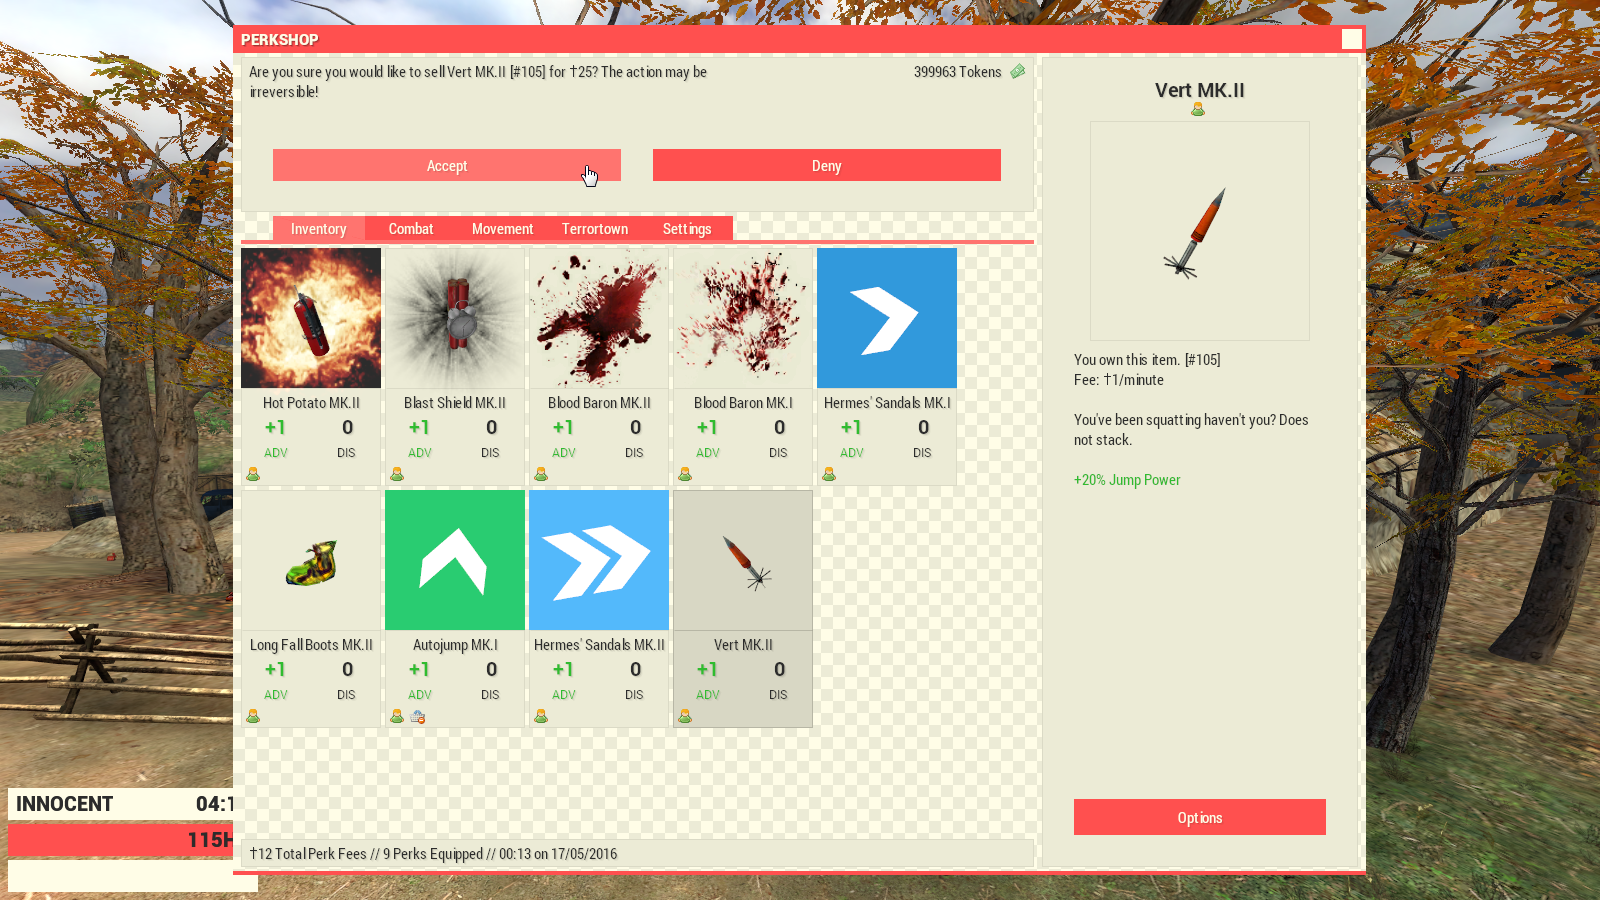 PERKSHOP
Are you sure you would like to sell Vert MK.II [#105] for †25? The action may be
irreversible!
399963 Tokens
Accept
Deny
Inventory Combat Movement Terrortown Settings
Hot Potato MK.II Blast Shield MK.II Blood Baron MK.II Blood Baron MK.I Hermes' Sandals MK.I
+1 0 +1 0 +1 0 +1 0 +1 0
ADV DIS ADV DIS ADV DIS ADV DIS ADV DIS
Long Fall Boots MK.II Autojump MK.I Hermes' Sandals MK.II Vert MK.II
+1 0 +1 0 +1 0 +1 0
ADV DIS ADV DIS ADV DIS ADV DIS
†12 Total Perk Fees // 9 Perks Equipped // 00:13 on 17/05/2016
Vert MK.II
You own this item. [#105]
Fee: †1/minute
You've been squatting haven't you? Does
not stack.
+20% Jump Power
Options
INNOCENT 04:1
115H